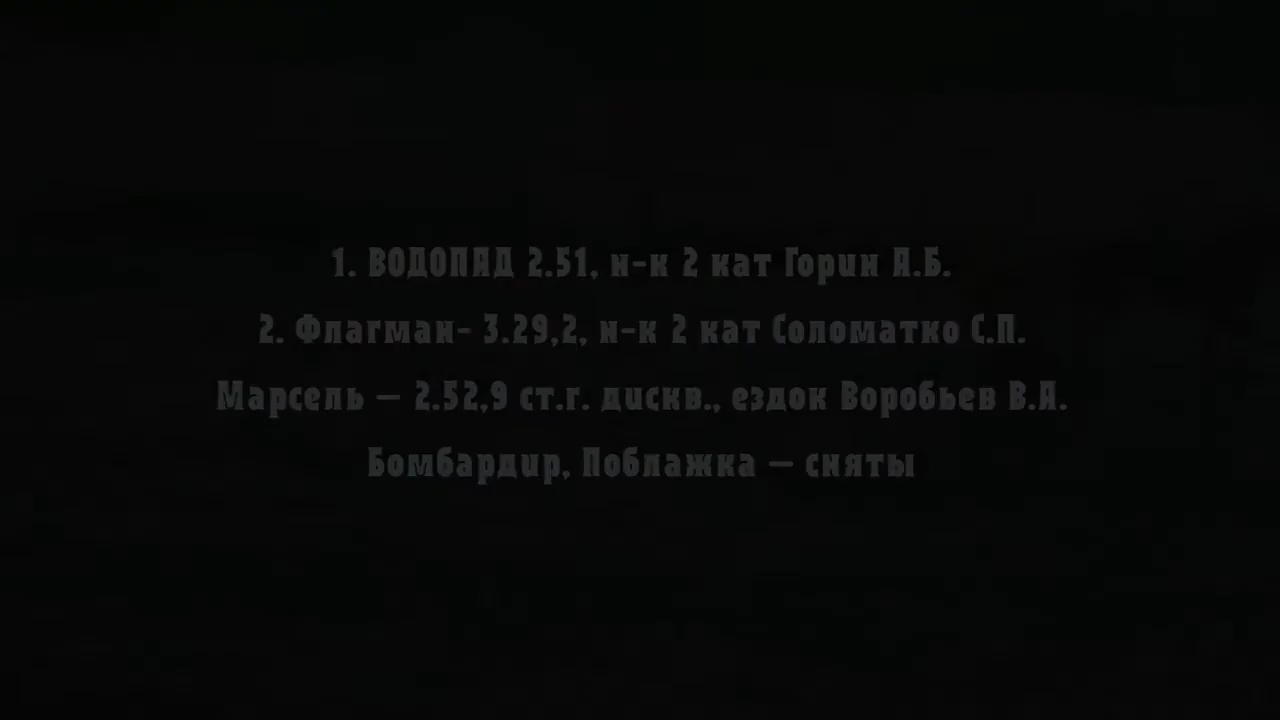 1. ВОДОПАД 2.51, н-к 2 кат Горин А.Б.
2. Флагман- 3.29,2, н-к 2 кат Соломатко С.П.
Марсель – 2.52,9 ст.г. дискв., ездок Воробьев В.А.
Бомбардир, Поблажка – сняты